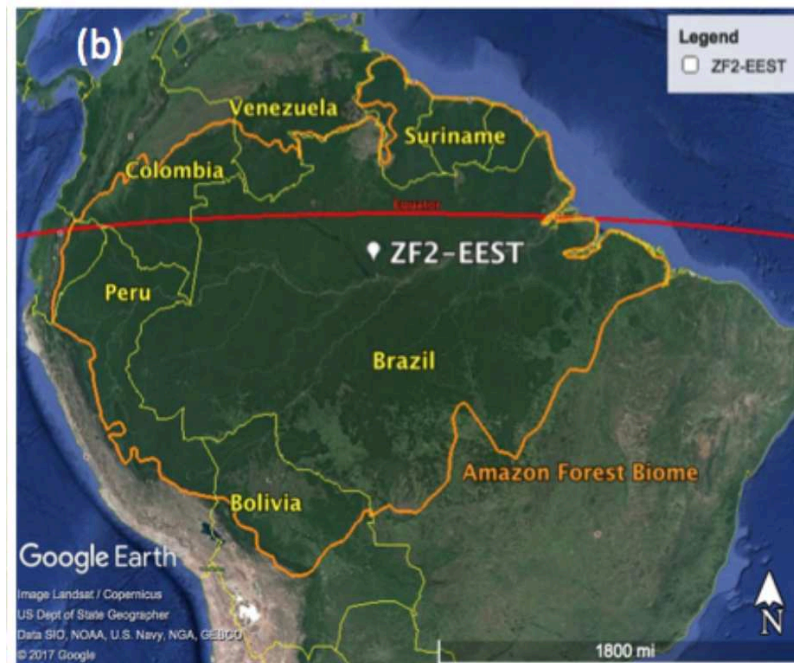 (b)
Legend
ZF2-EEST
Venezuela
Suriname
Colombia
Equator
ZF2-EEST
Peru
Brazil
Amazon Forest Biome
Bolivia
Google Earth
Image Landsat / Copernicus
US Dept of State Geographer
Data SIO, NOAA, U.S. Navy, NGA, GEBCO
© 2017 Google
N
1800 mi